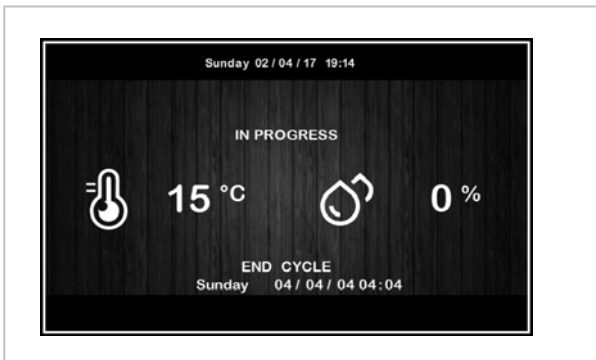 Sunday 02 / 04 / 17 19:14
IN PROGRESS
15 °C 0 %
END CYCLE
Sunday 04 / 04 / 04 04:04